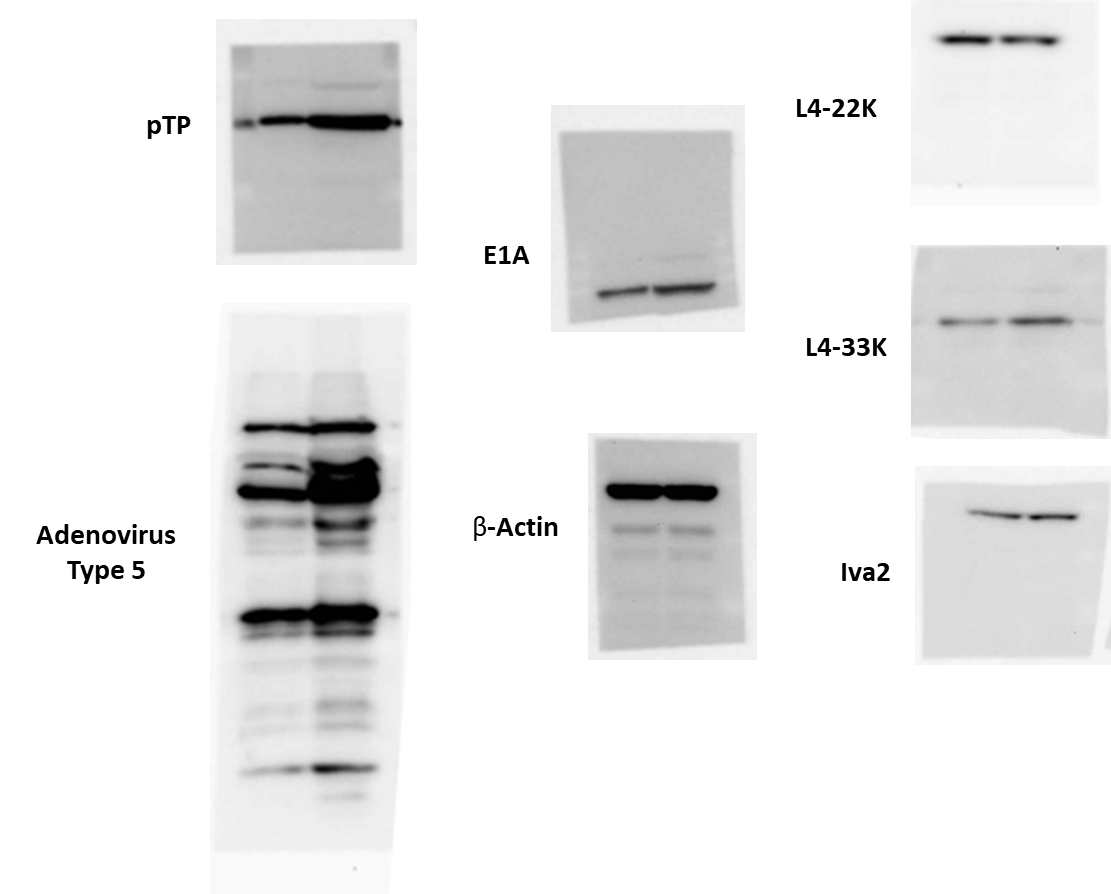 pTP
L4-22K
E1A
L4-33K
β-Actin
Adenovirus
Type 5
Iva2